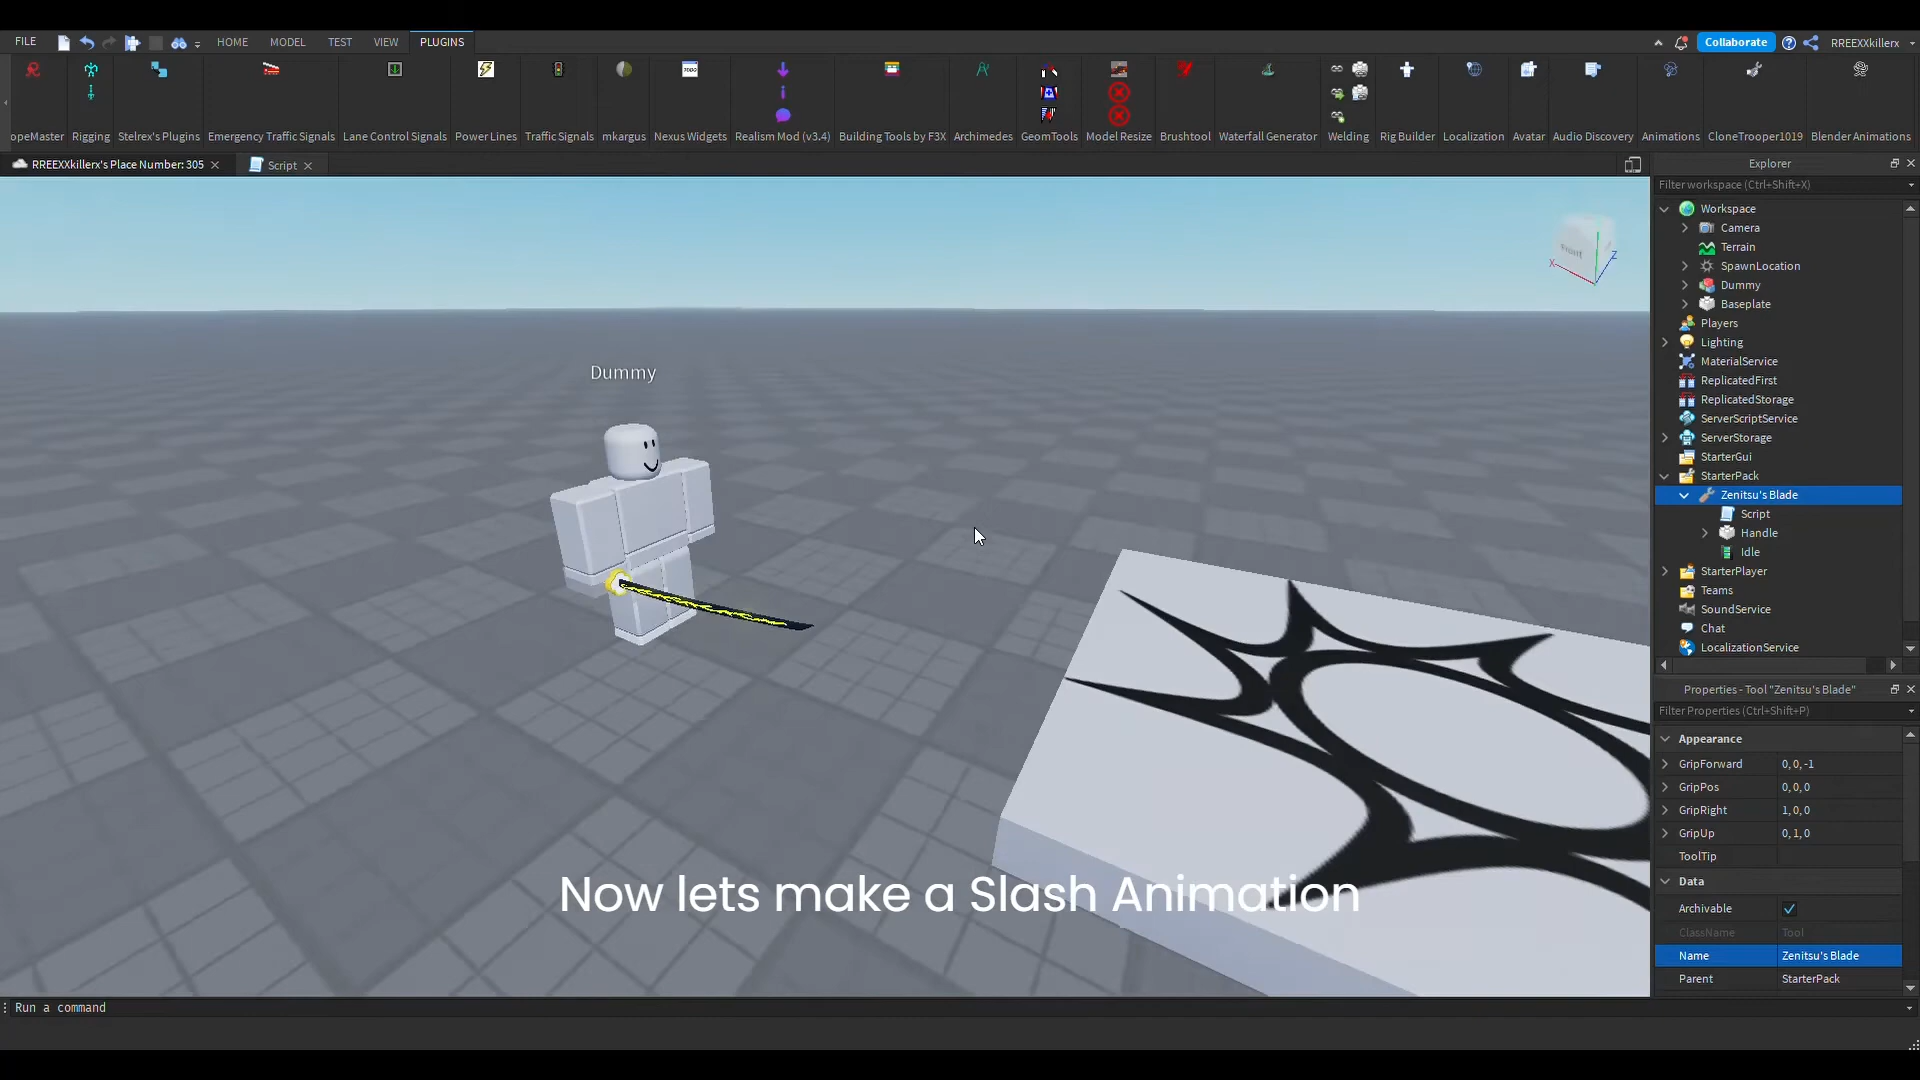 FILE HOME MODEL TEST VIEW PLUGINS Collaborate RREEXXkillerx
TODO
opeMaster Rigging Stelrex's Plugins Emergency Traffic Signals Lane Control Signals Power Lines Traffic Signals mkargus Nexus Widgets Realism Mod (v3.4) Building Tools by F3X Archimedes GeomTools Model Resize Brushtool Waterfall Generator Welding Rig Builder Localization Avatar Audio Discovery Animations CloneTrooper1019 Blender Animations
RREEXXkillerx's Place Number: 305 Script
Explorer
Filter workspace (Ctrl+Shift+X)
Workspace
Camera
Terrain
SpawnLocation
Dummy
Baseplate
Players
Lighting
MaterialService
ReplicatedFirst
ReplicatedStorage
ServerScriptService
ServerStorage
StarterGui
StarterPack
Zenitsu's Blade
Script
Handle
Idle
StarterPlayer
Teams
SoundService
Chat
LocalizationService
Front
X
Z
Dummy
Now lets make a Slash Animation
Properties - Tool "Zenitsu's Blade"
Filter Properties (Ctrl+Shift+P)
Appearance
GripForward 0, 0, -1
GripPos 0, 0, 0
GripRight 1, 0, 0
GripUp 0, 1, 0
ToolTip
Data
Archivable
ClassName Tool
Name Zenitsu's Blade
Parent StarterPack
Run a command